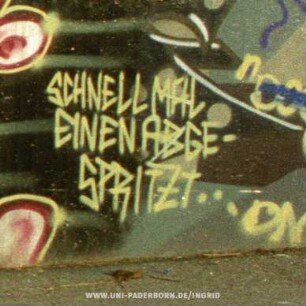 SCHNELL MAL
EINEN ABGE-
SPRITZT...
ON
WWW.UNI-PADERBORN.DE/INGRID